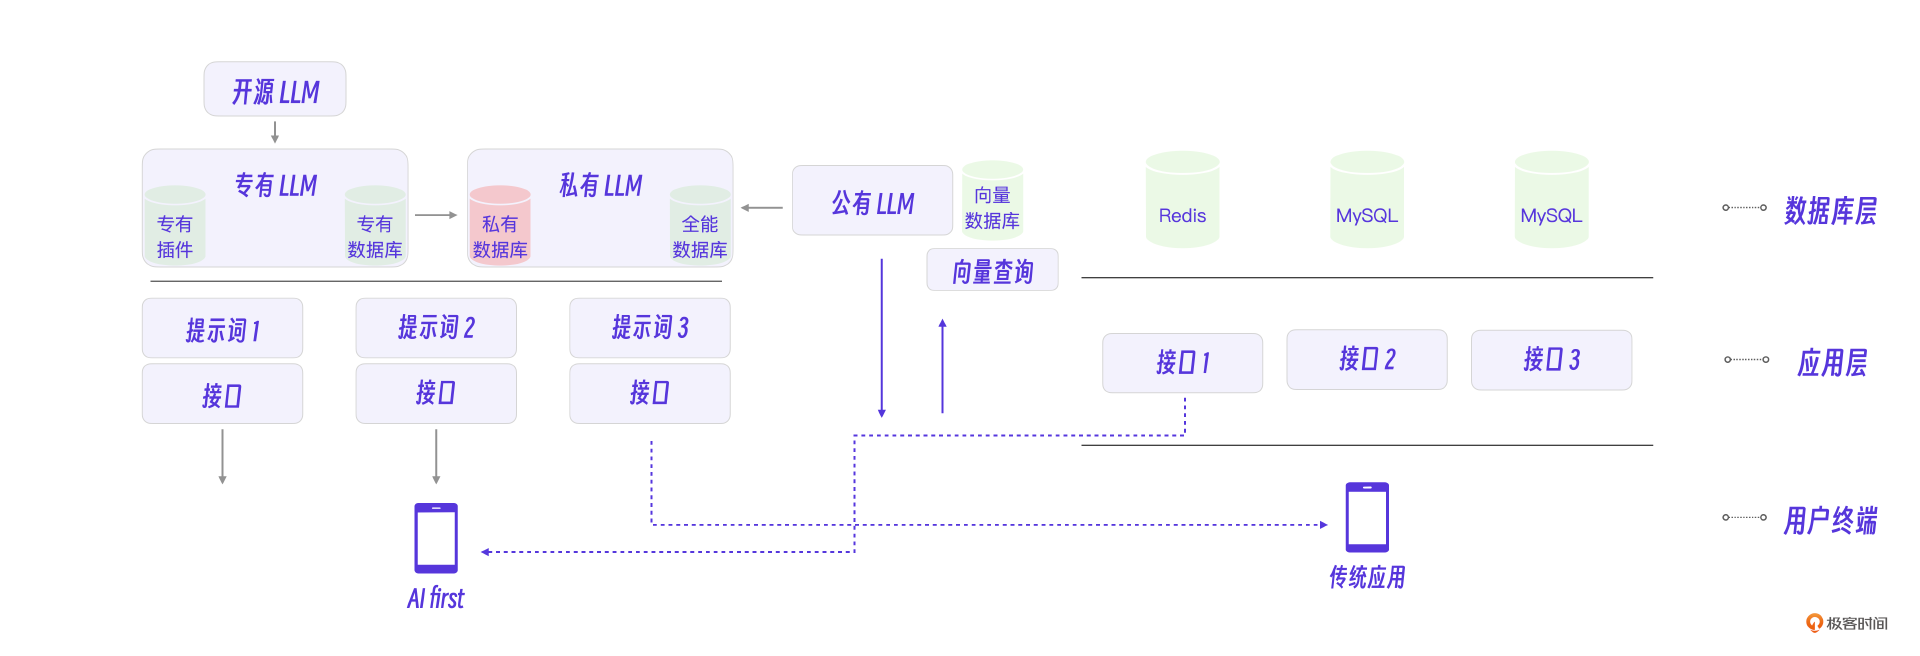 开源 LLM
专有 LLM
专有
插件
专有
数据库
私有 LLM
私有
数据库
全能
数据库
公有 LLM
向量
数据库
向量查询
Redis
MySQL
MySQL
数据库层
提示词 1
提示词 2
提示词 3
接口
接口
接口
接口 1
接口 2
接口 3
应用层
AI first
传统应用
用户终端
极客时间